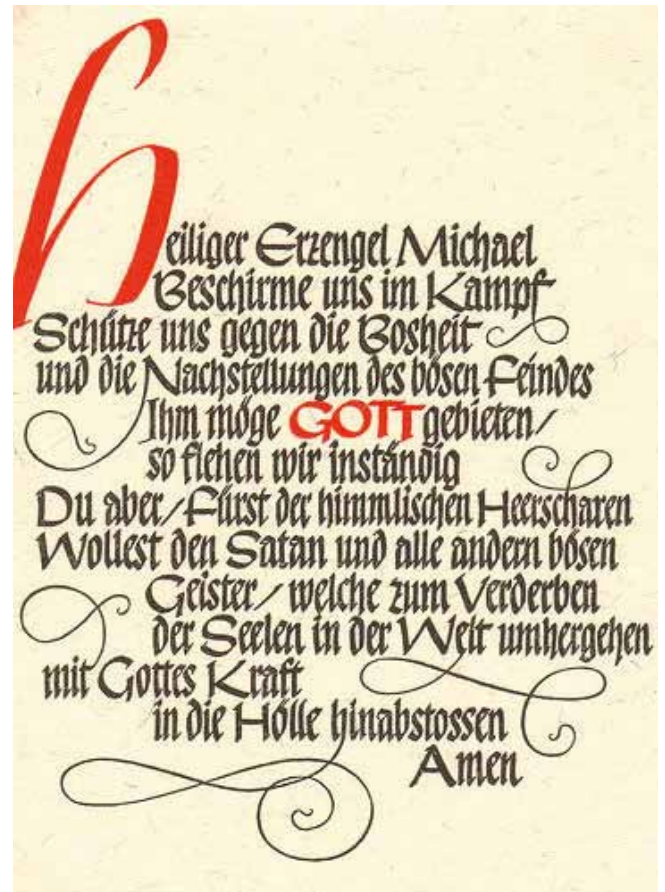 Heiliger Erzengel Michael
Beschirme uns im Kampf
Schütze uns gegen die Bosheit
und die Nachstellungen des bösen Feindes
Ihm möge GOTT gebieten/
so flehen wir inständig
Du aber/Fürst der himmlischen Heerscharen
Wollest den Satan und alle andern bösen
Geister/welche zum Verderben
der Seelen in der Welt umhergehen
mit Gottes Kraft
in die Hölle hinabstossen
Amen